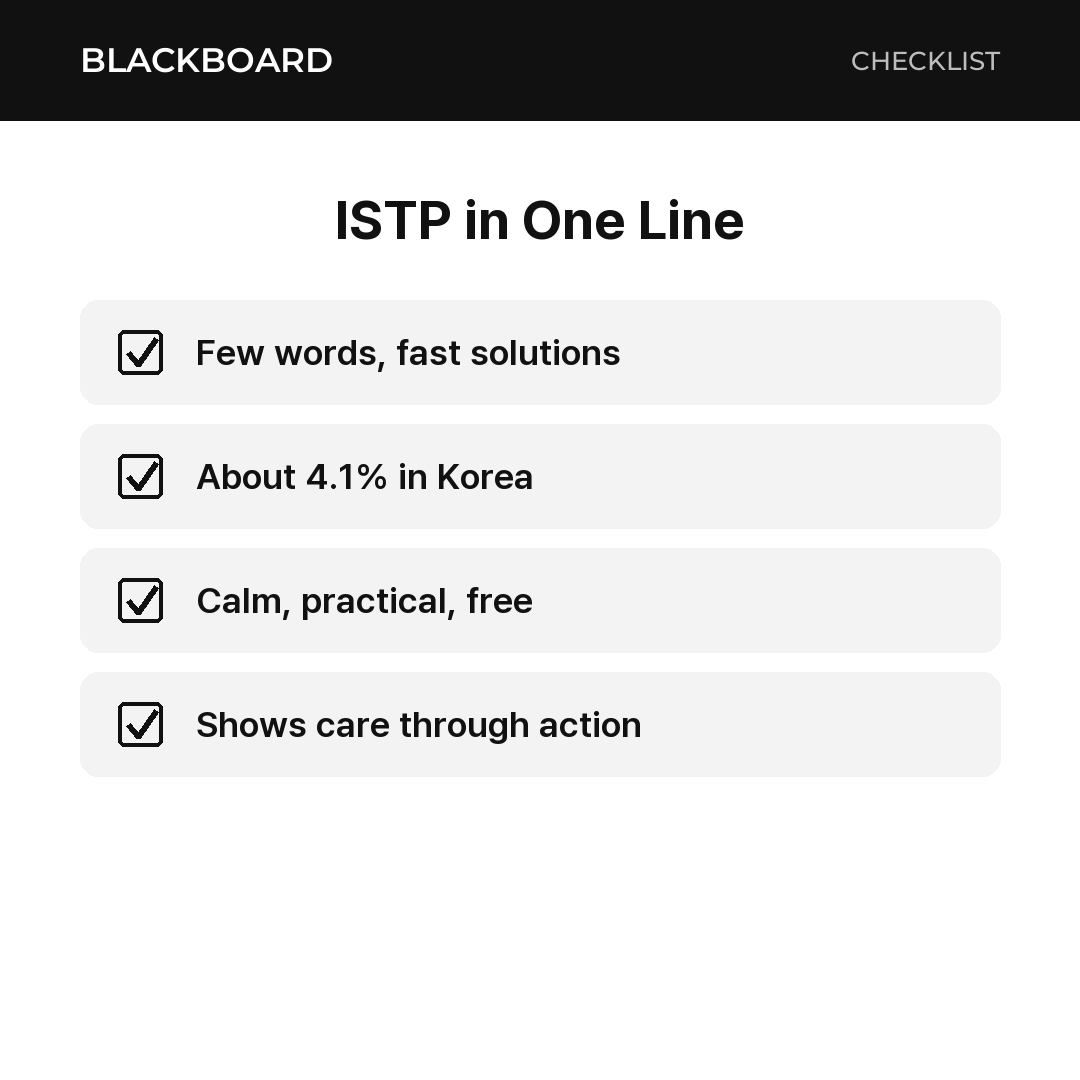 BLACKBOARD
CHECKLIST
ISTP in One Line
Few words, fast solutions
About 4.1% in Korea
Calm, practical, free
Shows care through action